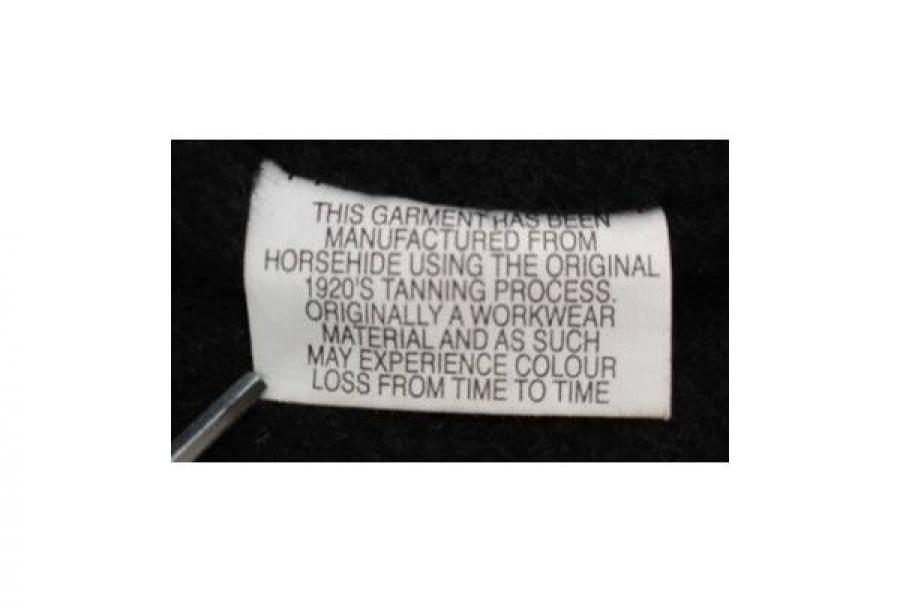 THIS GARMENT HAS BEEN
MANUFACTURED FROM
HORSEHIDE USING THE ORIGINAL
1920'S TANNING PROCESS.
ORIGINALLY A WORKWEAR
MATERIAL AND AS SUCH
MAY EXPERIENCE COLOUR
LOSS FROM TIME TO TIME